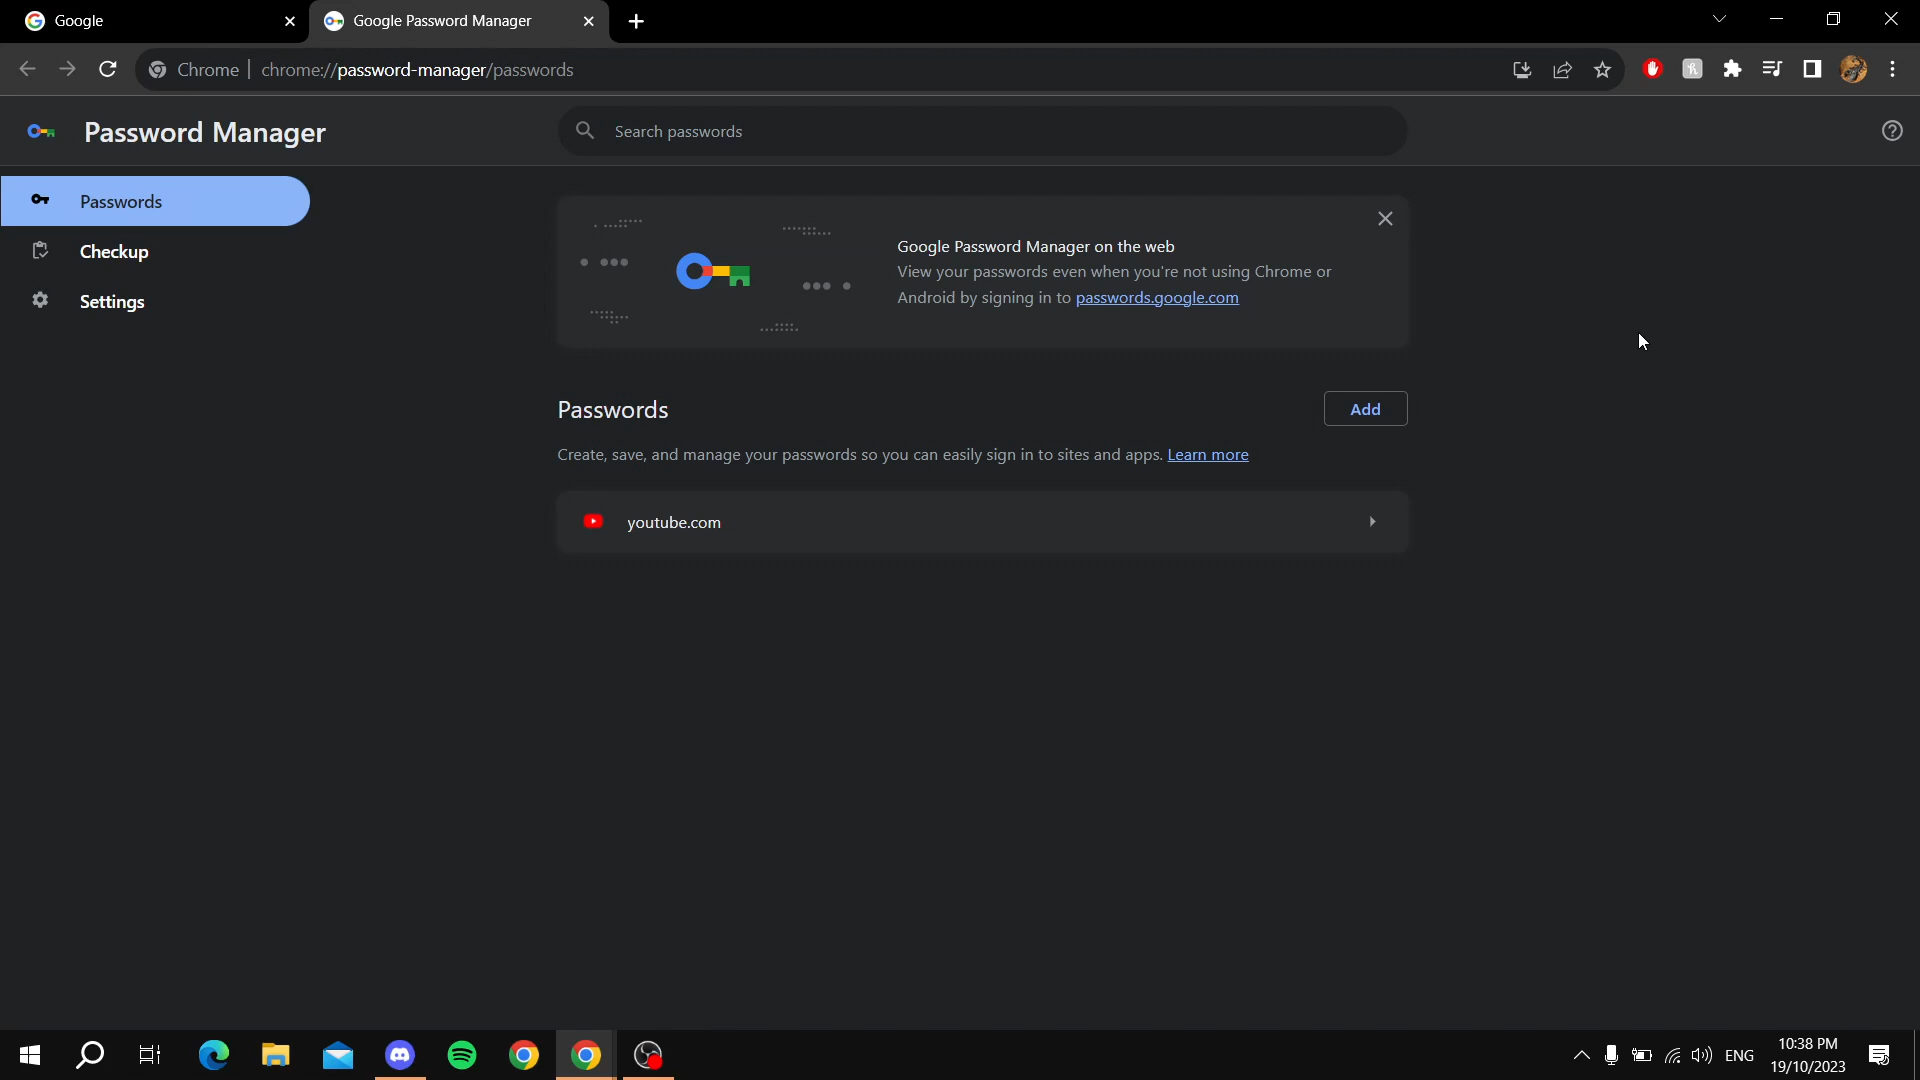 Google
Google Password Manager
Chrome
chrome://password-manager/passwords
Password Manager
Search passwords
Passwords
Checkup
Settings
Google Password Manager on the web
View your passwords even when you're not using Chrome or
Android by signing in to passwords.google.com
Passwords
Add
Create, save, and manage your passwords so you can easily sign in to sites and apps. Learn more
youtube.com
ENG
10:38 PM
19/10/2023